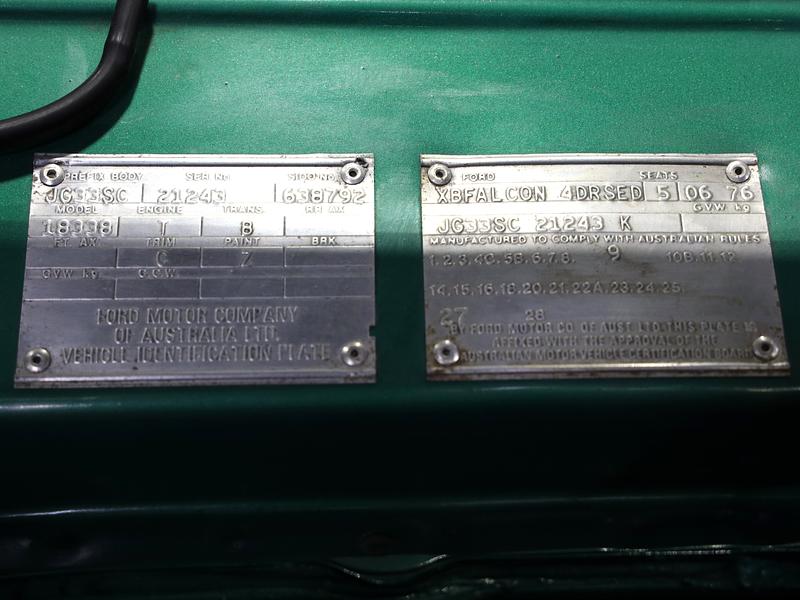 PREFIX BODY SER NO. SIDO NO.
JG33SC 21243 638792
MODEL ENGINE TRANS. RR AX
18338 T B
FT. AX. TRIM PAINT BRK
C Z
GVW kg. G.C.W.
FORD MOTOR COMPANY
OF AUSTRALIA LTD.
VEHICLE IDENTIFICATION PLATE
FORD SEATS
XBFALCON 4DRSED 5 06 76
GVW kg
JG33SC 21243 K
MANUFACTURED TO COMPLY WITH AUSTRALIAN RULES
1, 2, 3, 4C, 5B, 6, 7, 8, 9 10B, 11, 12
14, 15, 16, 18, 20, 21, 22A, 23, 24, 25,
27 28
BY FORD MOTOR CO OF AUST LTD. THIS PLATE IS
AFFIXED WITH THE APPROVAL OF THE
AUSTRALIAN MOTOR VEHICLE CERTIFICATION BOARD